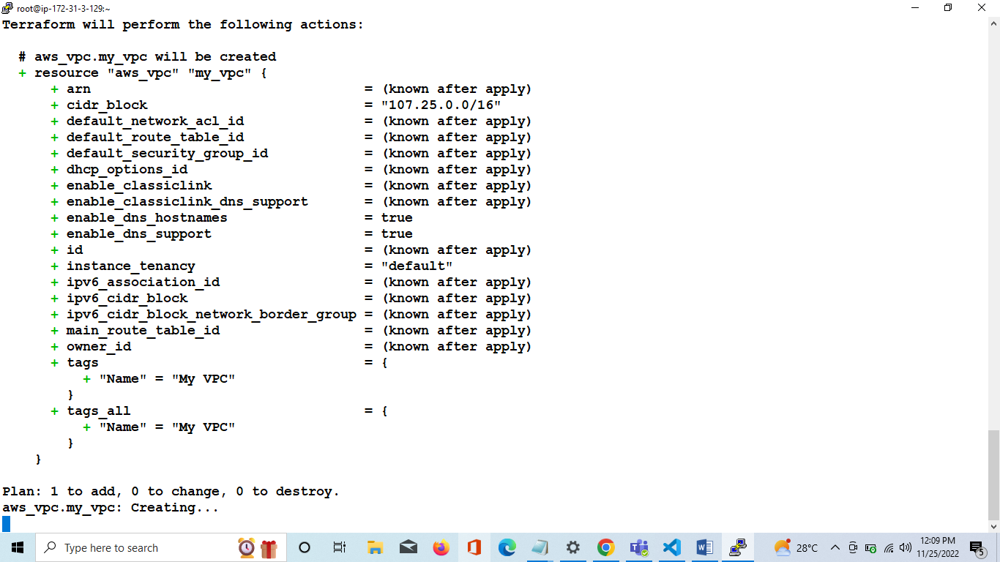 root@ip-172-31-3-129:~
Terraform will perform the following actions:
# aws_vpc.my_vpc will be created
+ resource "aws_vpc" "my_vpc" {
+ arn = (known after apply)
+ cidr_block = "107.25.0.0/16"
+ default_network_acl_id = (known after apply)
+ default_route_table_id = (known after apply)
+ default_security_group_id = (known after apply)
+ dhcp_options_id = (known after apply)
+ enable_classiclink = (known after apply)
+ enable_classiclink_dns_support = (known after apply)
+ enable_dns_hostnames = true
+ enable_dns_support = true
+ id = (known after apply)
+ instance_tenancy = "default"
+ ipv6_association_id = (known after apply)
+ ipv6_cidr_block = (known after apply)
+ ipv6_cidr_block_network_border_group = (known after apply)
+ main_route_table_id = (known after apply)
+ owner_id = (known after apply)
+ tags = {
+ "Name" = "My VPC"
}
+ tags_all = {
+ "Name" = "My VPC"
}
}
Plan: 1 to add, 0 to change, 0 to destroy.
aws_vpc.my_vpc: Creating...
Type here to search
28°C
12:09 PM
11/25/2022
5